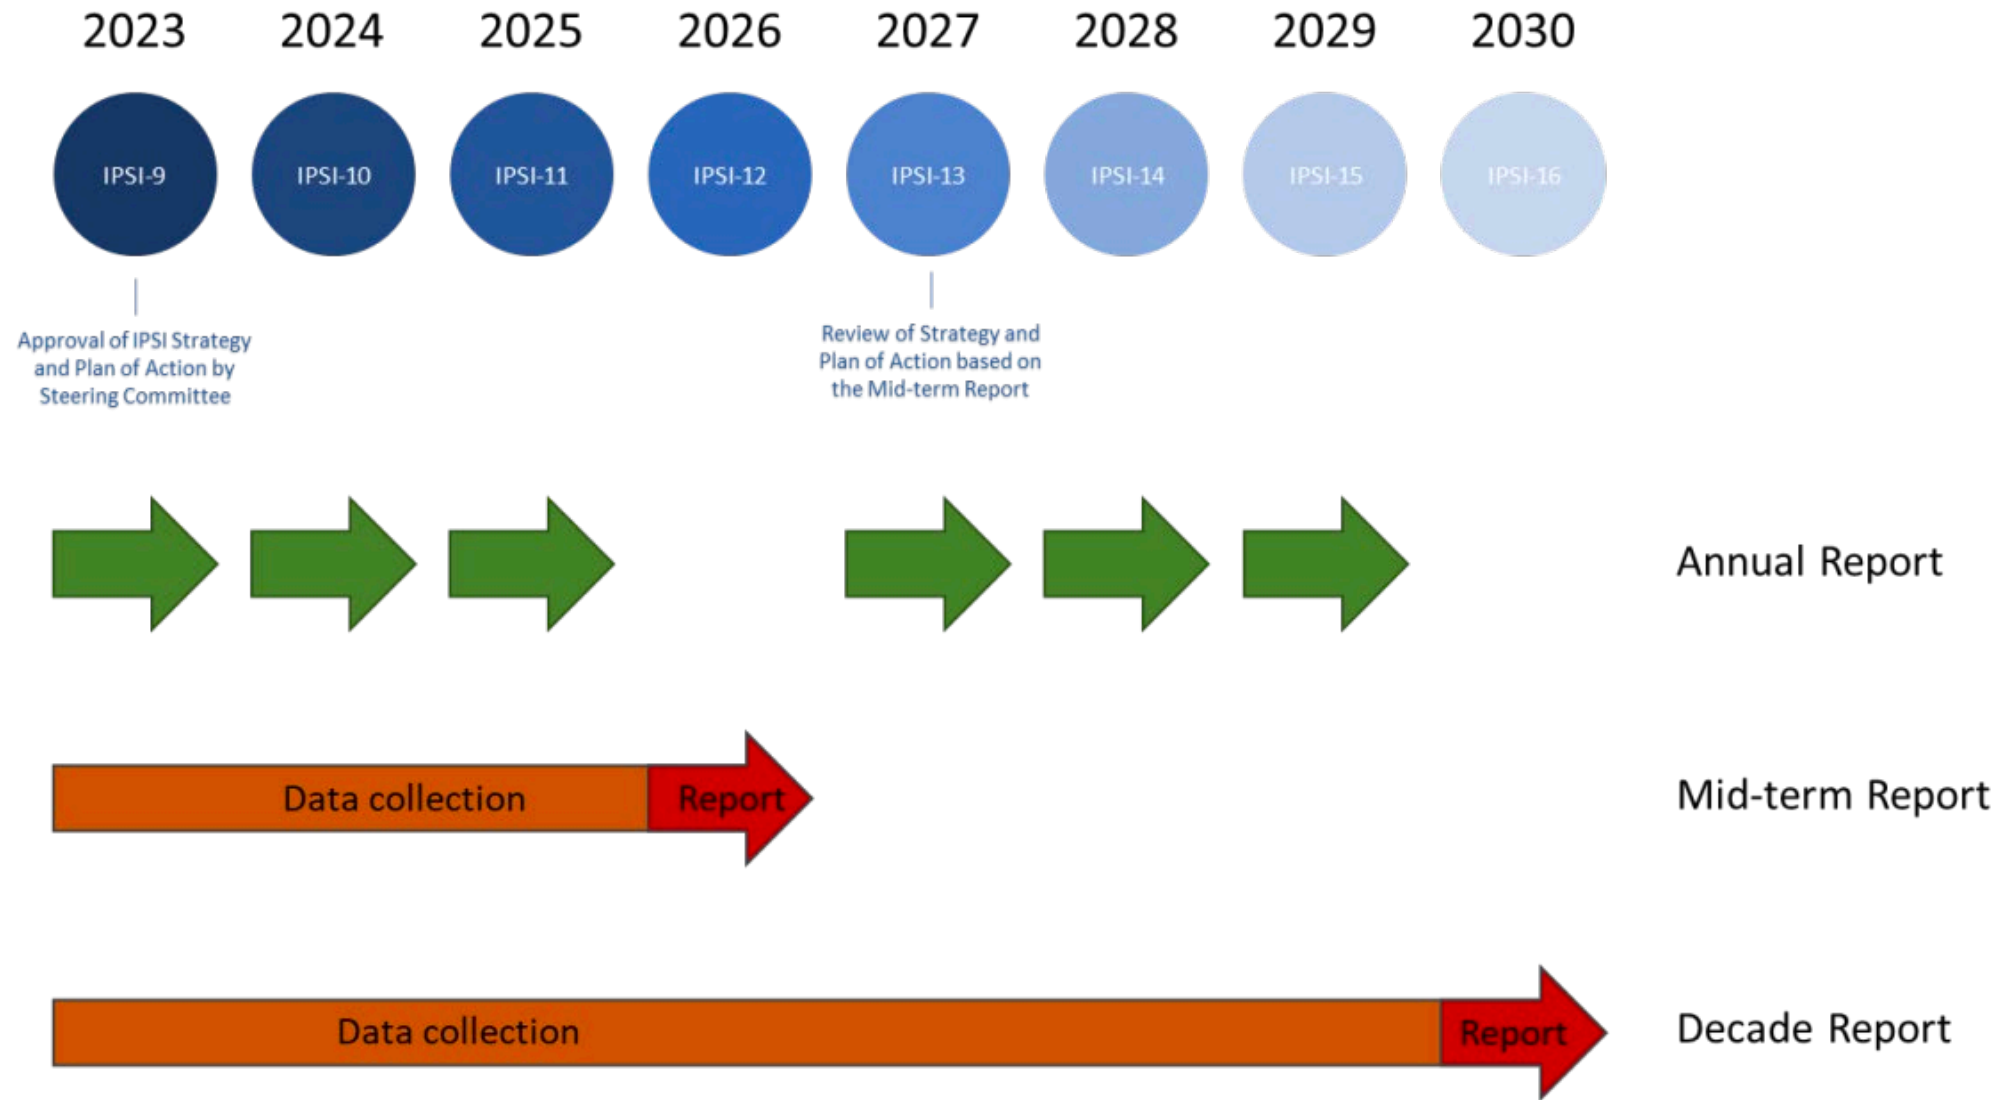 2023 2024 2025 2026 2027 2028 2029 2030
IPSI-9 IPSI-10 IPSI-11 IPSI-12 IPSI-13 IPSI-14 IPSI-15 IPSI-16
Approval of IPSI Strategy
and Plan of Action by
Steering Committee
Review of Strategy and
Plan of Action based on
the Mid-term Report
Annual Report
Data collection Report Mid-term Report
Data collection Report Decade Report